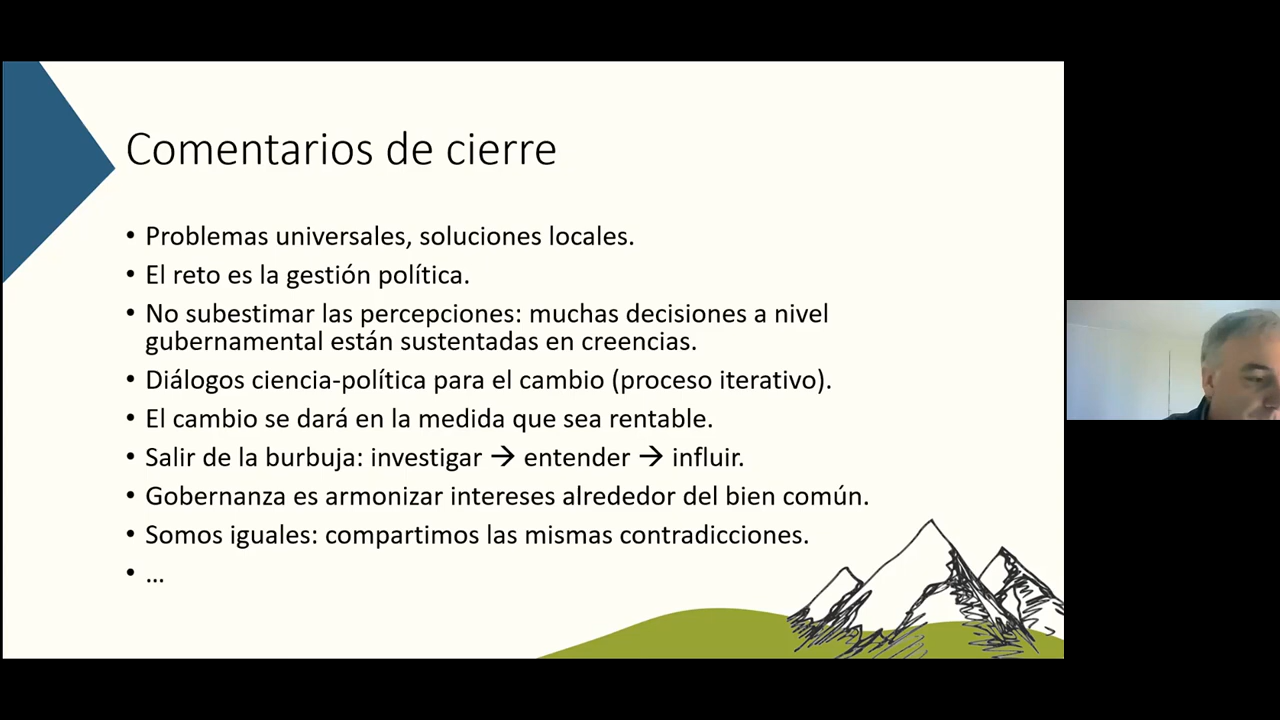 Comentarios de cierre
• Problemas universales, soluciones locales.
• El reto es la gestión política.
• No subestimar las percepciones: muchas decisiones a nivel
gubernamental están sustentadas en creencias.
• Diálogos ciencia-política para el cambio (proceso iterativo).
• El cambio se dará en la medida que sea rentable.
• Salir de la burbuja: investigar → entender → influir.
• Gobernanza es armonizar intereses alrededor del bien común.
• Somos iguales: compartimos las mismas contradicciones.
• ...